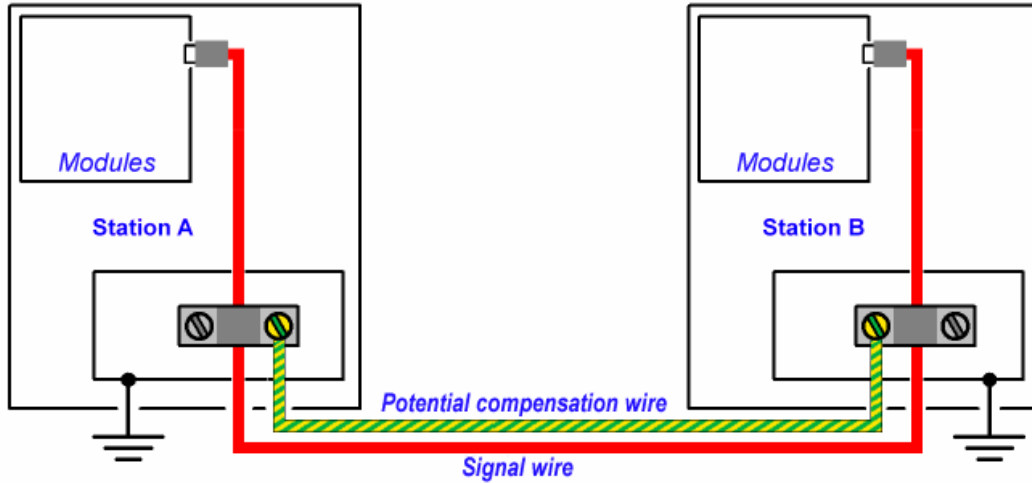 Modules
Modules
Station A
Station B
Potential compensation wire
Signal wire